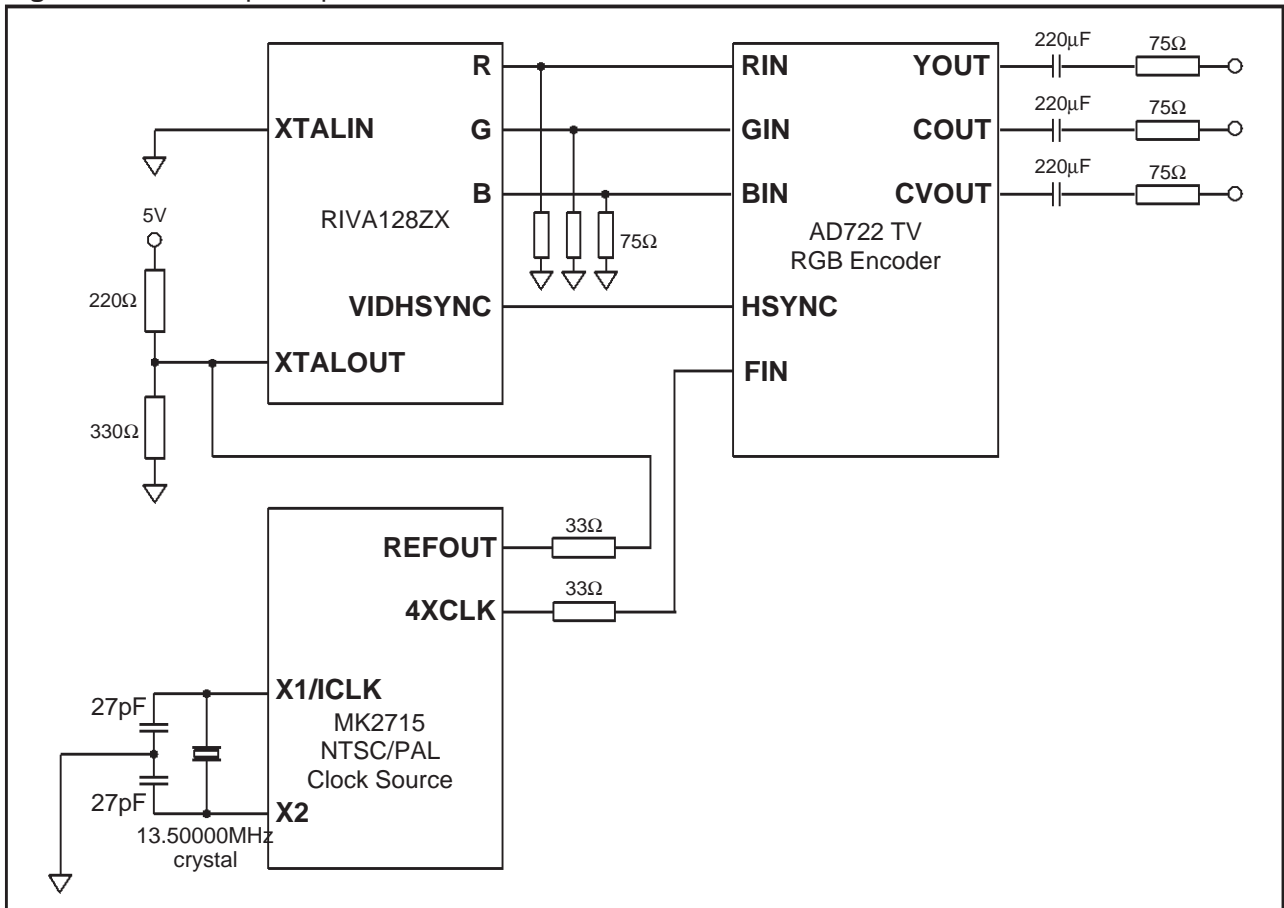 R
XTALIN
G
B
RIVA128ZX
VIDHSYNC
XTALOUT
5V
220Ω
330Ω
75Ω
RIN
YOUT
GIN
COUT
BIN
CVOUT
AD722 TV
RGB Encoder
HSYNC
FIN
220μF
75Ω
220μF
75Ω
220μF
75Ω
REFOUT
33Ω
4XCLK
33Ω
X1/ICLK
MK2715
NTSC/PAL
Clock Source
X2
27pF
27pF
13.50000MHz
crystal